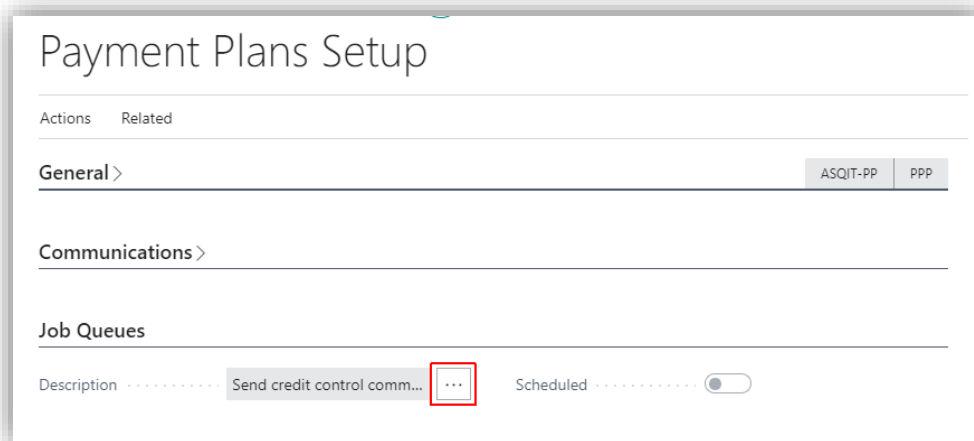 Payment Plans Setup
Actions Related
General ASQIT-PP PPP
Communications
Job Queues
Description Send credit control comm... ... Scheduled